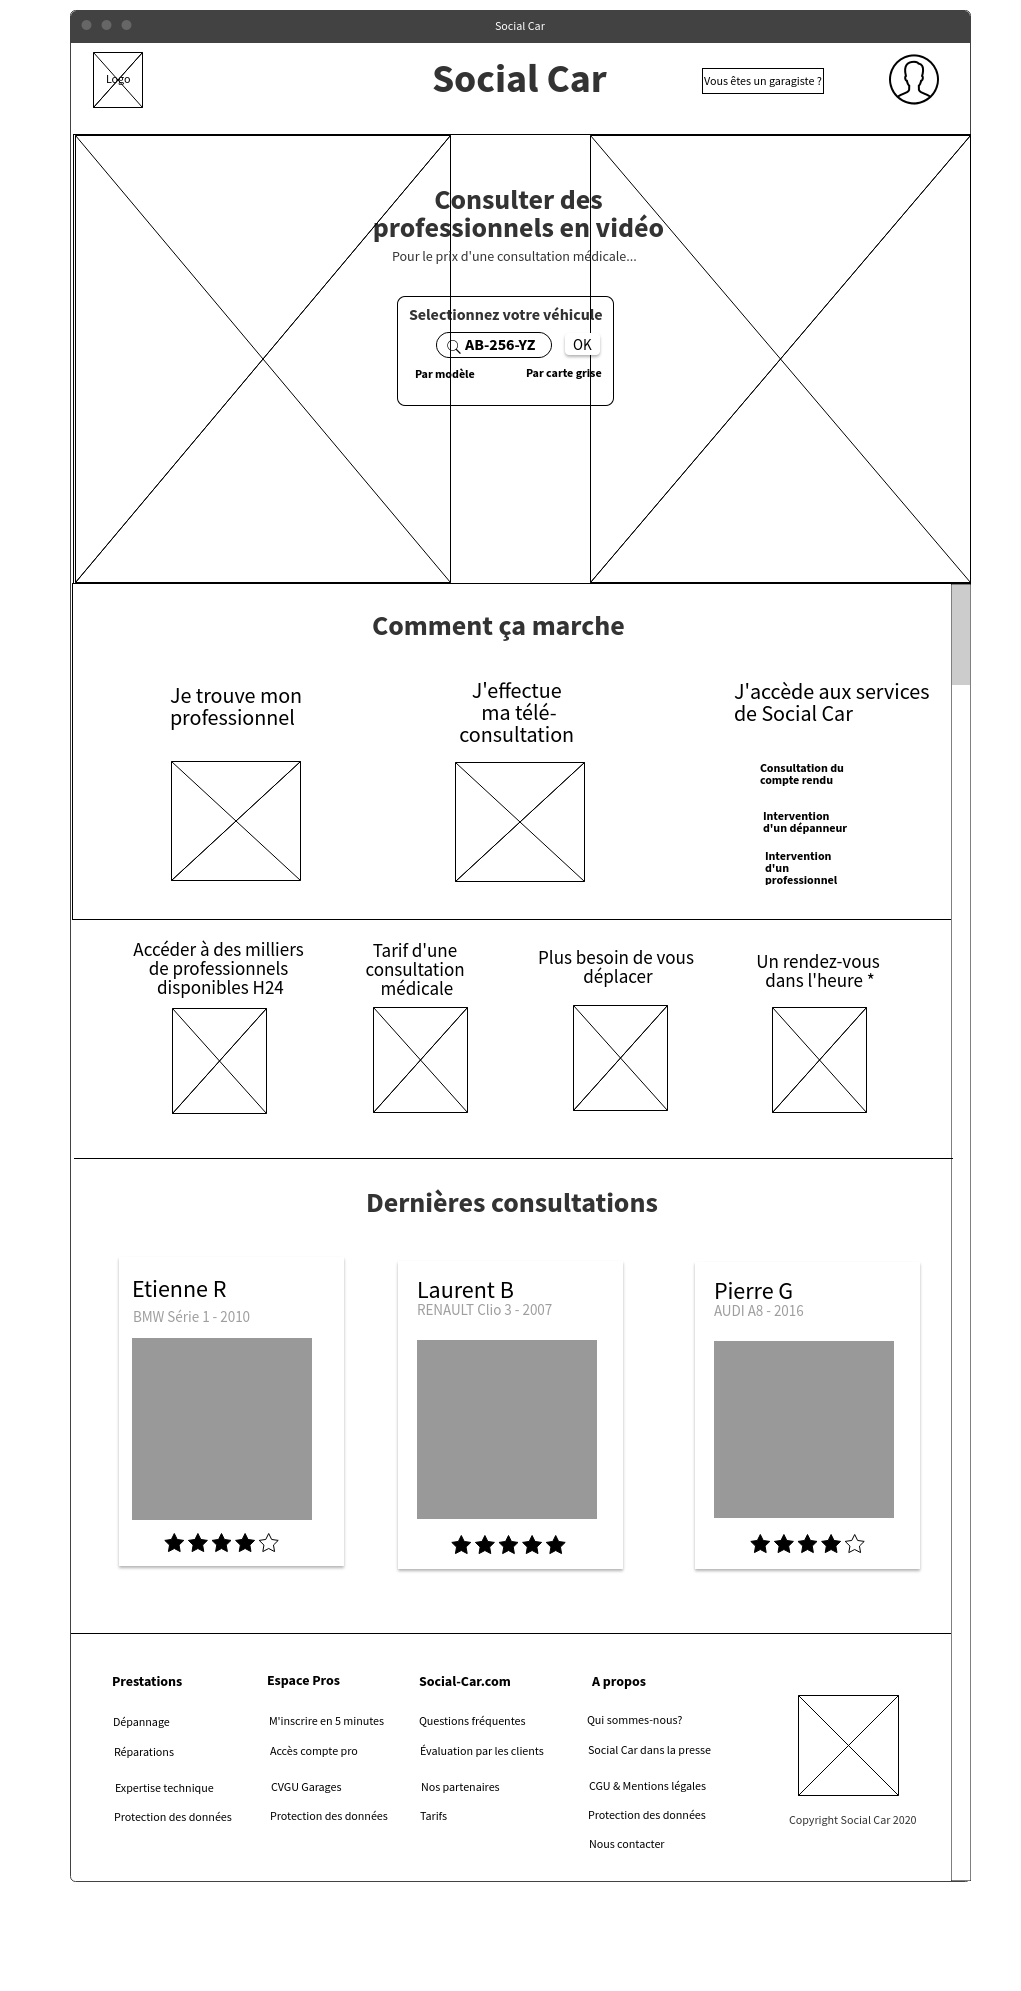 Social Car
Logo
Social Car
Vous êtes un garagiste ?
Consulter des
professionnels en vidéo
Pour le prix d'une consultation médicale...
Selectionnez votre véhicule
AB-256-YZ
OK
Par modèle
Par carte grise
Comment ça marche
Je trouve mon
professionnel
J'effectue
ma télé-
consultation
J'accède aux services
de Social Car
Consultation du
compte rendu
Intervention
d'un dépanneur
Intervention
d'un
professionnel
Accéder à des milliers
de professionnels
disponibles H24
Tarif d'une
consultation
médicale
Plus besoin de vous
déplacer
Un rendez-vous
dans l'heure *
Dernières consultations
Etienne R
BMW Série 1 - 2010
Laurent B
RENAULT Clio 3 - 2007
Pierre G
AUDI A8 - 2016
Prestations
Dépannage
Réparations
Expertise technique
Protection des données
Espace Pros
M'inscrire en 5 minutes
Accès compte pro
CVGU Garages
Protection des données
Social-Car.com
Questions fréquentes
Évaluation par les clients
Nos partenaires
Tarifs
A propos
Qui sommes-nous?
Social Car dans la presse
CGU & Mentions légales
Protection des données
Nous contacter
Copyright Social Car 2020